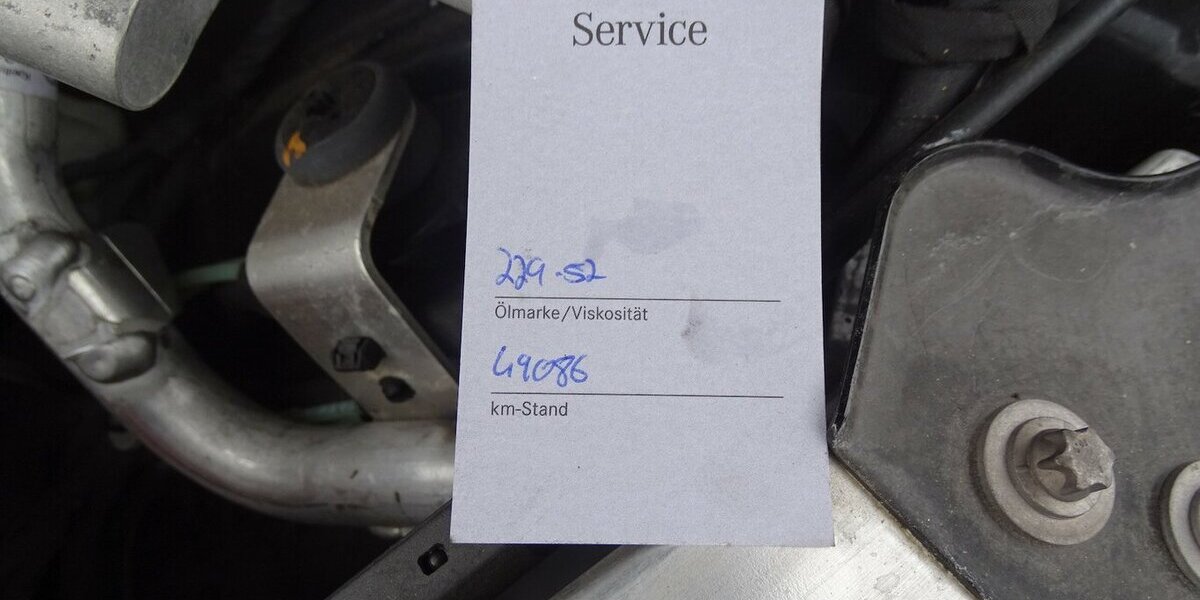 Service
229.52
Ölmarke/Viskosität
49086
km-Stand